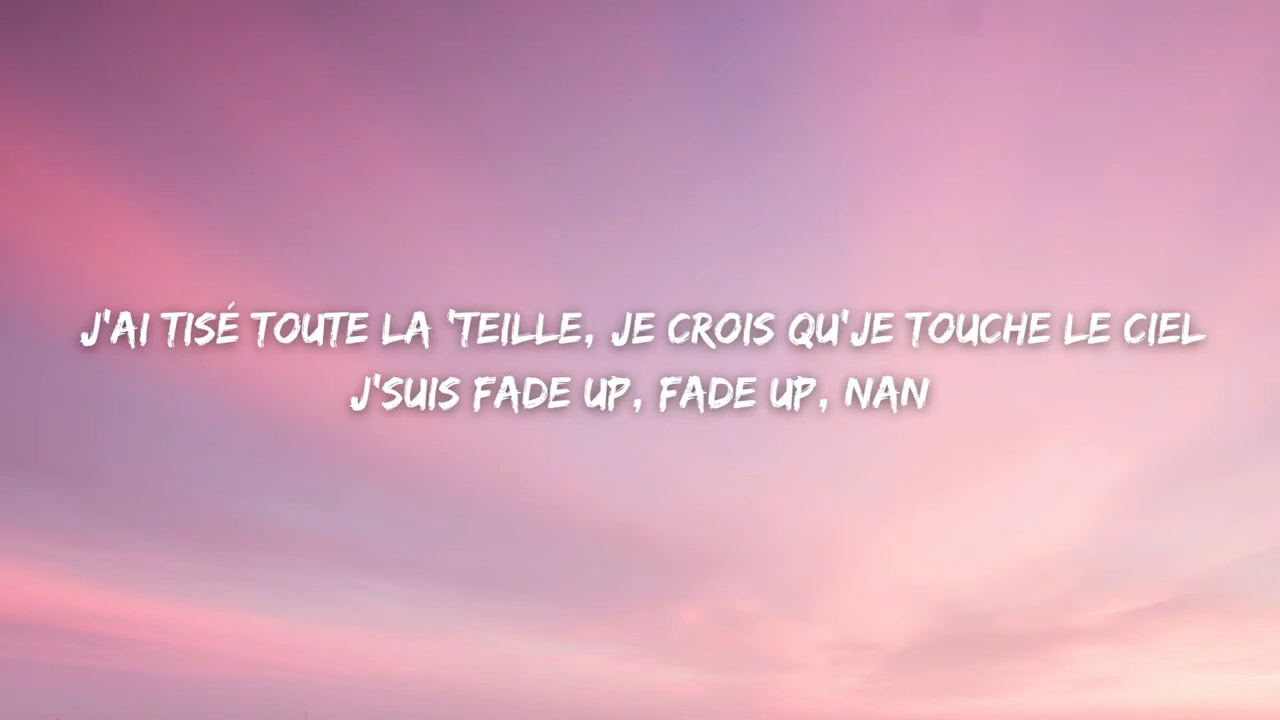 J'AI TISÉ TOUTE LA 'TEILLE, JE CROIS QU'JE TOUCHE LE CIEL
J'SUIS FADE UP, FADE UP, NAN